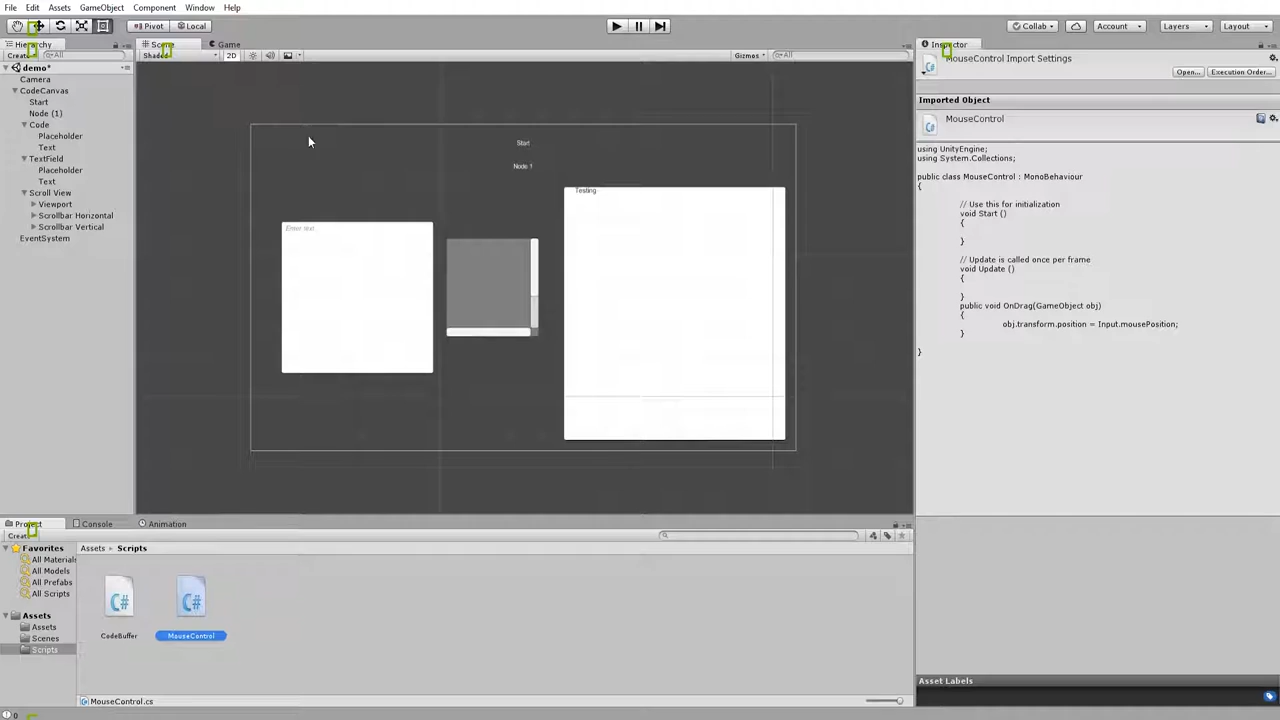 File Edit Assets GameObject Component Window Help
Pivot Local
Collab Account Layers Layout
Hierarchy
Create All
demo*
Camera
CodeCanvas
Start
Node (1)
Code
Placeholder
Text
TextField
Placeholder
Text
Scroll View
Viewport
Scrollbar Horizontal
Scrollbar Vertical
EventSystem
Scene Game
Shaded 2D Gizmos All
Start
Node 1
Testing
Enter text
Inspector
MouseControl Import Settings
Open... Execution Order...
Imported Object
MouseControl
using UnityEngine;
using System.Collections;
public class MouseControl : MonoBehaviour
{
// Use this for initialization
void Start ()
{
}
// Update is called once per frame
void Update ()
{
}
public void OnDrag(GameObject obj)
{
obj.transform.position = Input.mousePosition;
}
}
Project Console Animation
Create
Favorites
All Materials
All Models
All Prefabs
All Scripts
Assets
Assets
Scenes
Scripts
Assets Scripts
C# C#
CodeBuffer MouseControl
MouseControl.cs
Asset Labels
0